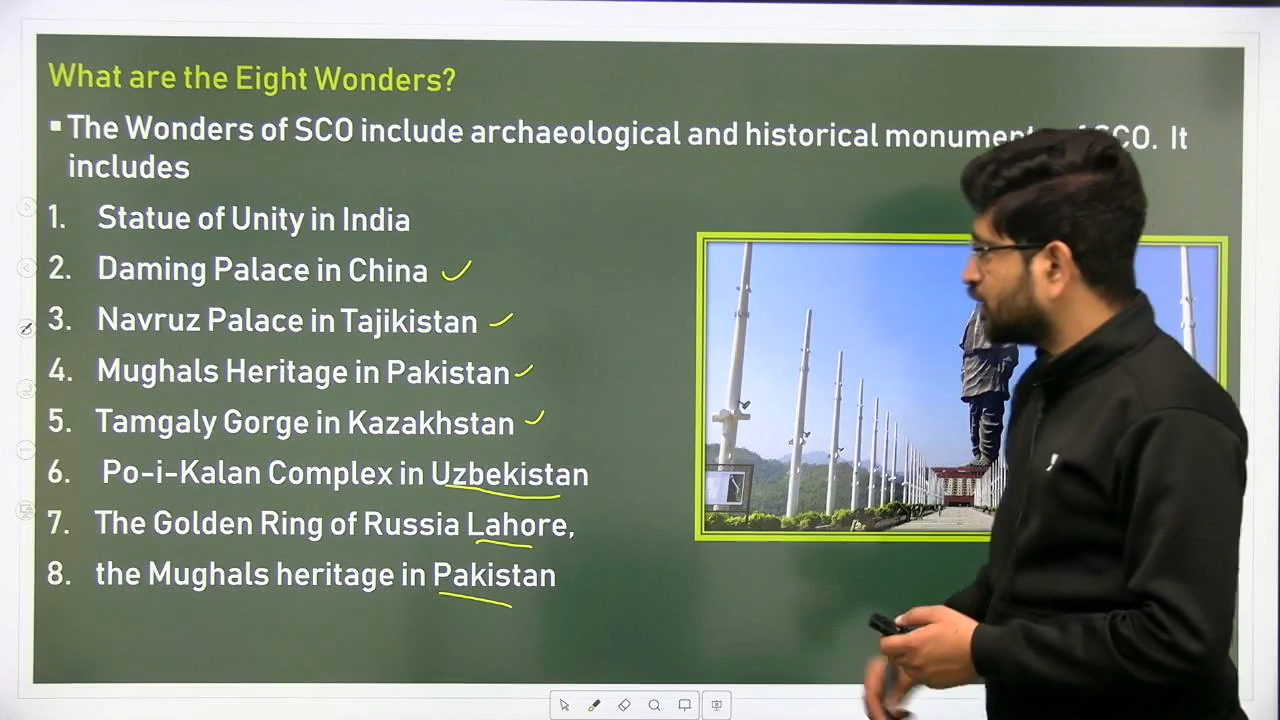 What are the Eight Wonders?
▪ The Wonders of SCO include archaeological and historical SCO. It
includes
1. Statue of Unity in India
2. Daming Palace in China
3. Navruz Palace in Tajikistan
4. Mughals Heritage in Pakistan
5. Tamgaly Gorge in Kazakhstan
6. Po-i-Kalan Complex in Uzbekistan
7. The Golden Ring of Russia Lahore,
8. the Mughals heritage in Pakistan